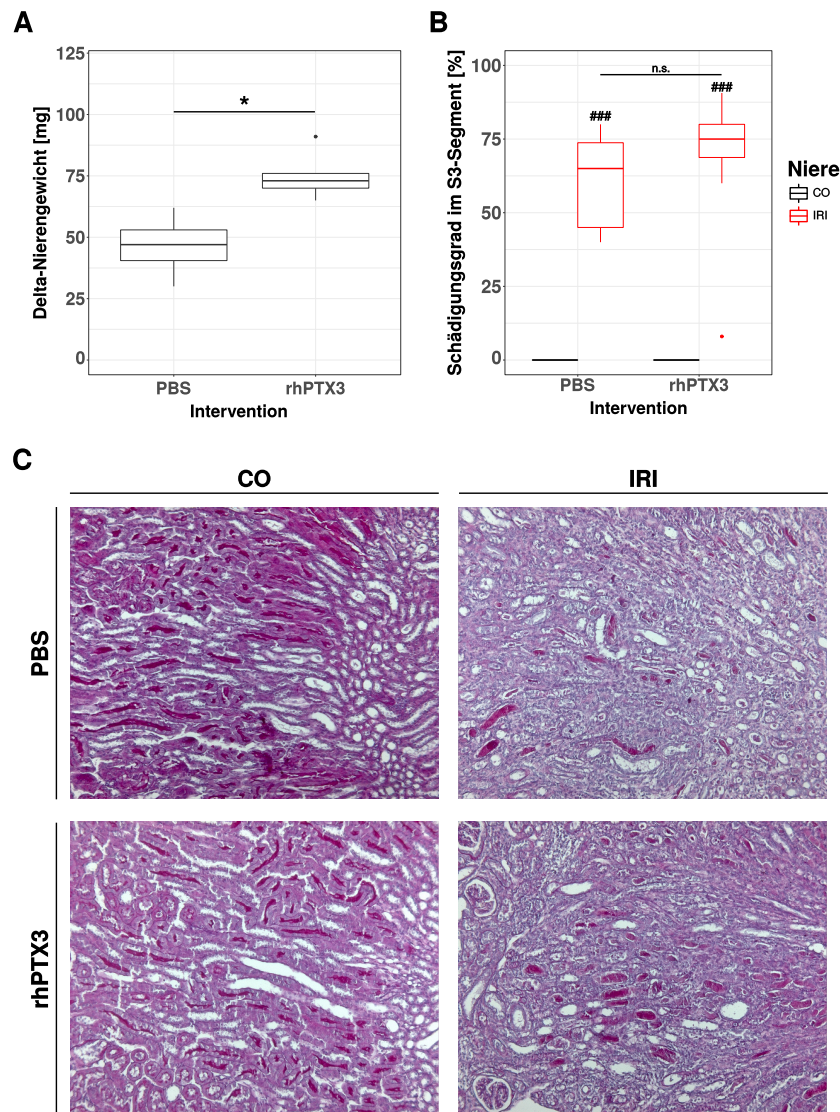 A
Delta-Nierengewicht [mg]
125
100
75
50
25
0
*
PBS
rhPTX3
Intervention
B
Schädigungsgrad im S3-Segment [%]
100
75
50
25
0
n.s.
###
###
PBS
rhPTX3
Intervention
Niere
CO
IRI
C
CO
IRI
PBS
rhPTX3